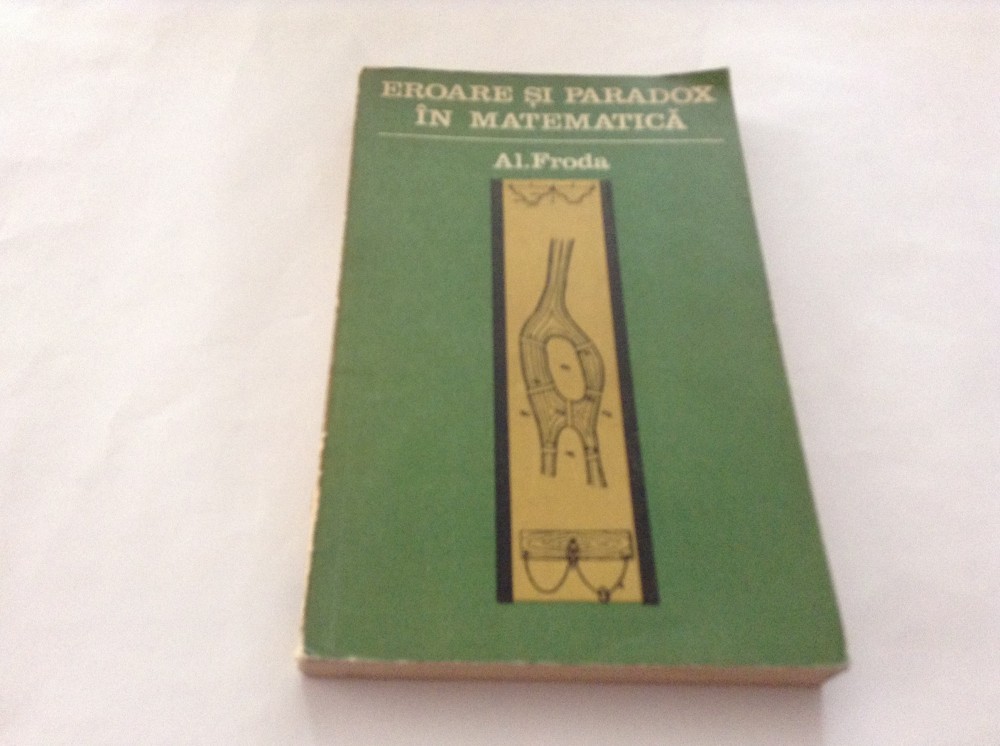 EROARE ȘI PARADOX
ÎN MATEMATICĂ
Al.Froda